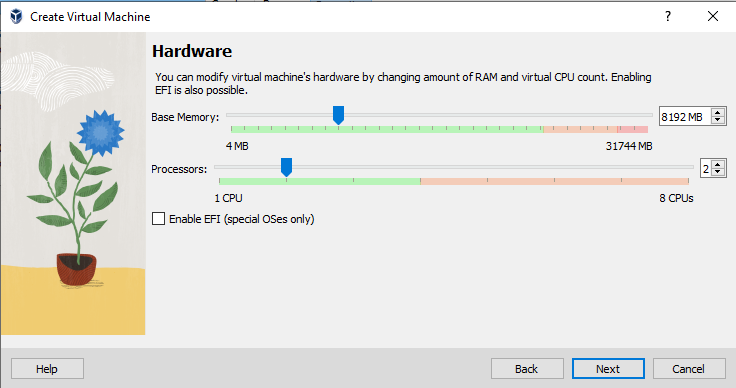 Create Virtual Machine
?
Hardware
You can modify virtual machine's hardware by changing amount of RAM and virtual CPU count. Enabling
EFI is also possible.
Base Memory: 8192 MB
4 MB 31744 MB
Processors: 2
1 CPU 8 CPUs
Enable EFI (special OSes only)
Help Back Next Cancel